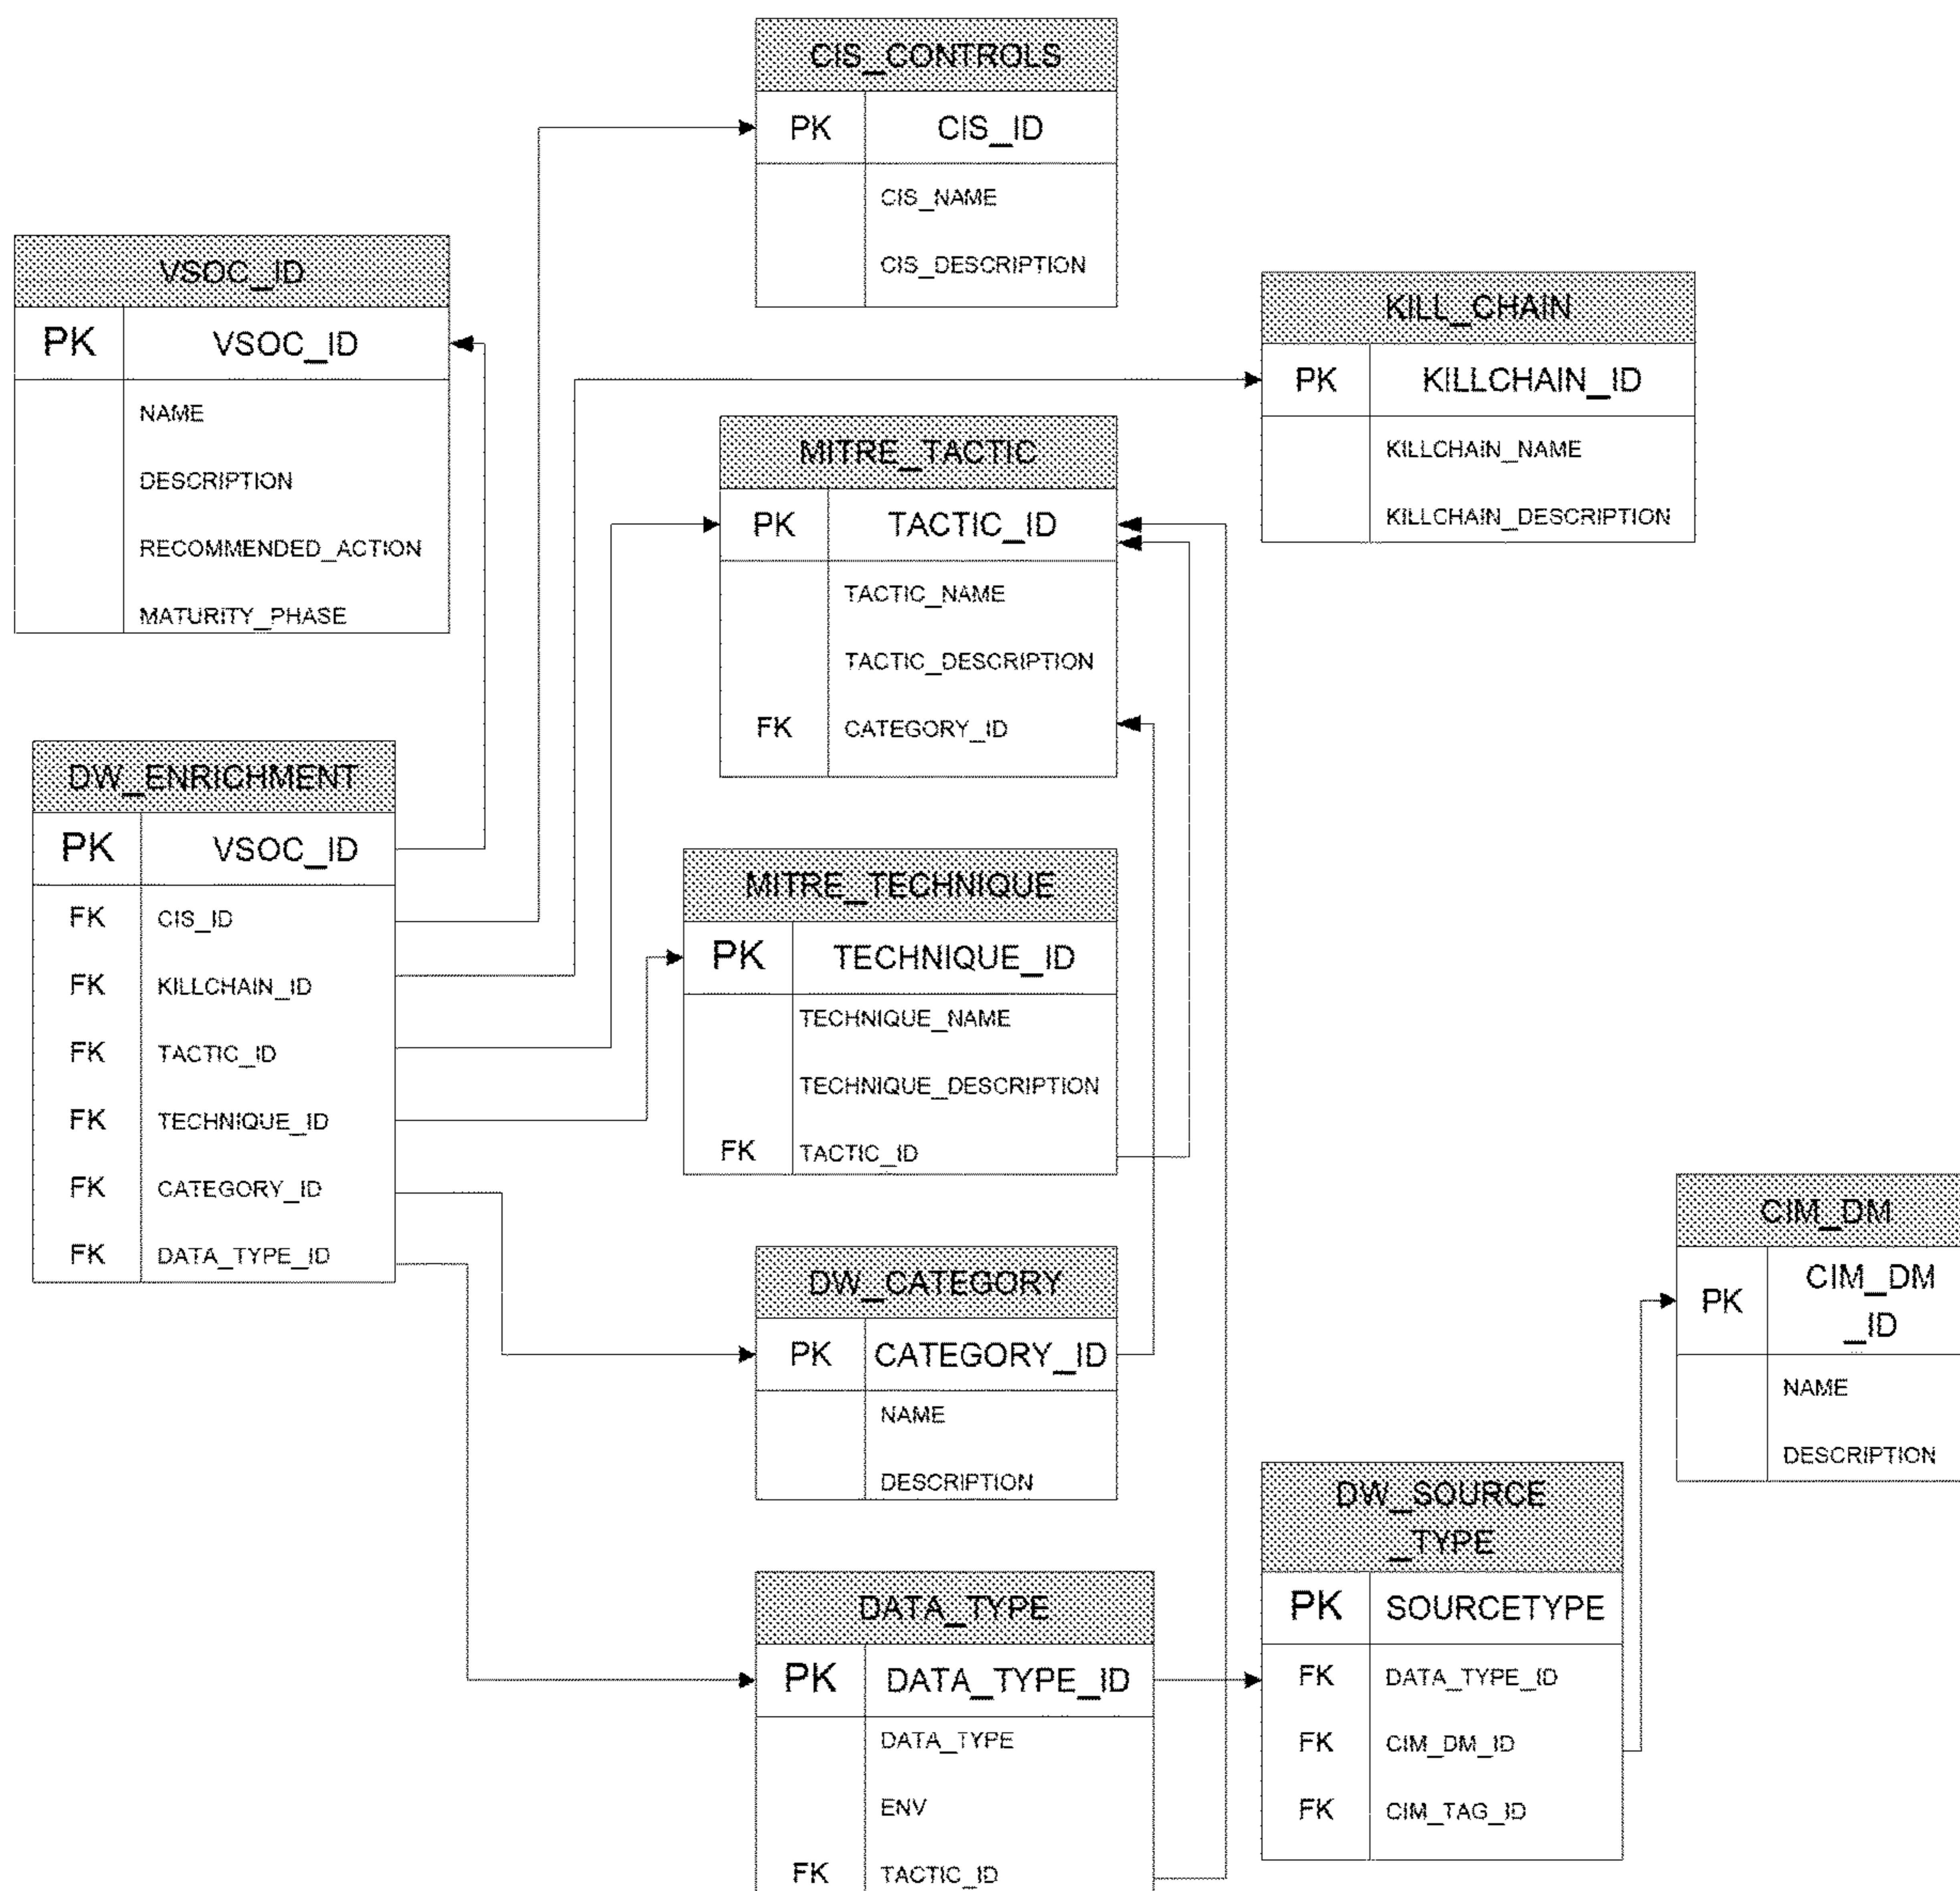 CIS_CONTROLS
PK CIS_ID
CIS_NAME
CIS_DESCRIPTION
VSOC_ID
PK VSOC_ID
NAME
DESCRIPTION
RECOMMENDED_ACTION
MATURITY_PHASE
KILL_CHAIN
PK KILLCHAIN_ID
KILLCHAIN_NAME
KILLCHAIN_DESCRIPTION
MITRE_TACTIC
PK TACTIC_ID
TACTIC_NAME
TACTIC_DESCRIPTION
FK CATEGORY_ID
DW_ENRICHMENT
PK VSOC_ID
FK CIS_ID
FK KILLCHAIN_ID
FK TACTIC_ID
FK TECHNIQUE_ID
FK CATEGORY_ID
FK DATA_TYPE_ID
MITRE_TECHNIQUE
PK TECHNIQUE_ID
TECHNIQUE_NAME
TECHNIQUE_DESCRIPTION
FK TACTIC_ID
DW_CATEGORY
PK CATEGORY_ID
NAME
DESCRIPTION
CIM_DM
CIM_DM
PK
_ID
NAME
DESCRIPTION
DW_SOURCE
_TYPE
PK SOURCETYPE
FK DATA_TYPE_ID
FK CIM_DM_ID
FK CIM_TAG_ID
DATA_TYPE
PK DATA_TYPE_ID
DATA_TYPE
ENV
FK TACTIC_ID